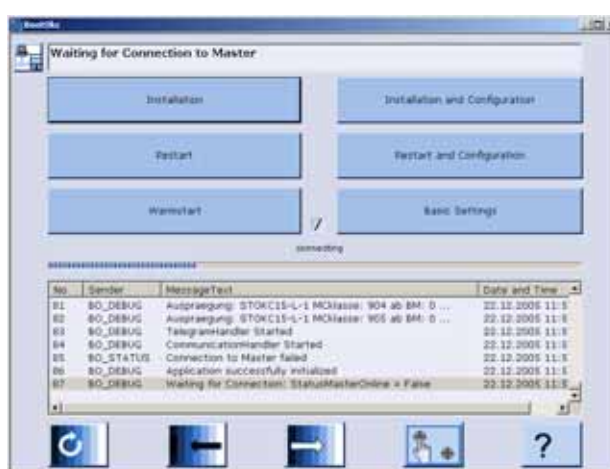 Waiting for Connection to Master
Installation
Installation and Configuration
Restart
Restart and Configuration
Warmstart
Basic Settings
connecting
No Sender MessageText Date and Time
81 BO_DEBUG Auspraegung: STOKC15-L-1 MCklasse: 904 ab BM: 0 ... 22.12.2005 11:5
82 BO_DEBUG Auspraegung: STOKC15-L-1 MCklasse: 905 ab BM: 0 ... 22.12.2005 11:5
83 BO_DEBUG TelegramHandler Started 22.12.2005 11:5
84 BO_DEBUG CommunicationHandler Started 22.12.2005 11:5
85 BO_STATUS Connection to Master failed 22.12.2005 11:5
86 BO_DEBUG Application successfully initialized 22.12.2005 11:5
87 BO_DEBUG Waiting for Connection: StatusMasterOnline = False 22.12.2005 11:5
?